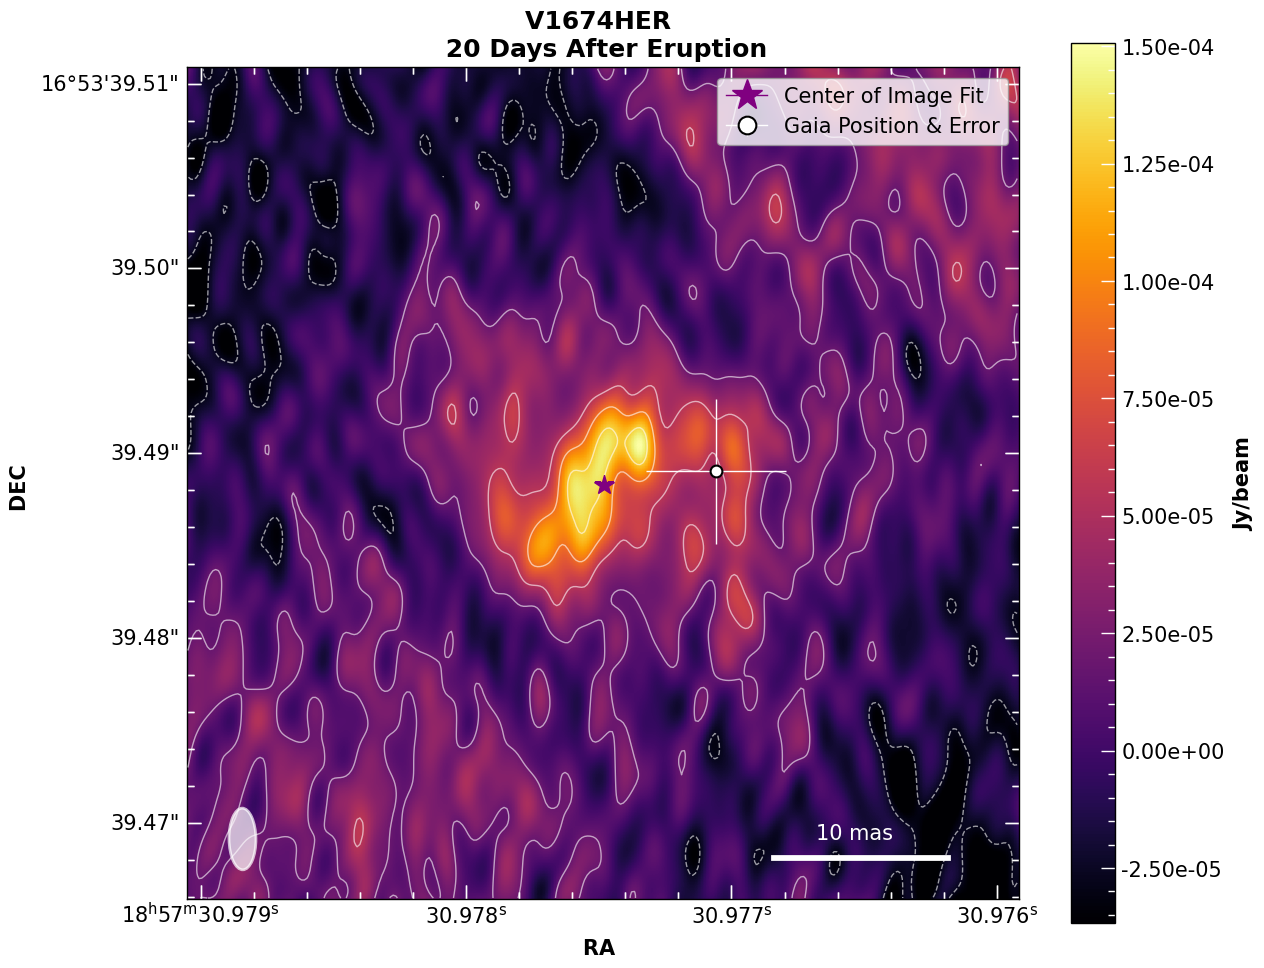 V1674HER
20 Days After Eruption
Center of Image Fit
Gaia Position & Error
16°53'39.51"
39.50"
39.49"
39.48"
39.47"
DEC
10 mas
18ʰ57ᵐ30.979ˢ
30.978ˢ
30.977ˢ
30.976ˢ
RA
1.50e-04
1.25e-04
1.00e-04
7.50e-05
5.00e-05
2.50e-05
0.00e+00
-2.50e-05
Jy/beam